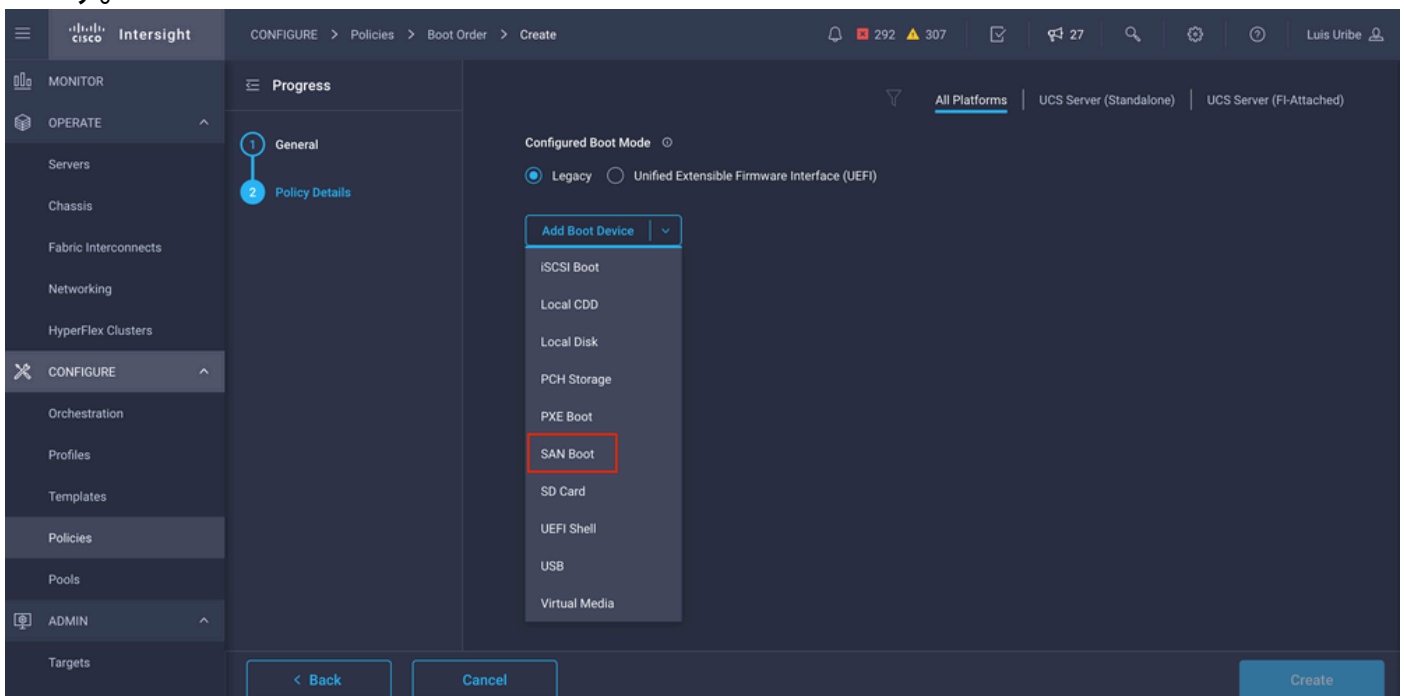 cisco Intersight
CONFIGURE > Policies > Boot Order > Create
292 307
27
Luis Uribe
MONITOR
OPERATE
Servers
Chassis
Fabric Interconnects
Networking
HyperFlex Clusters
CONFIGURE
Orchestration
Profiles
Templates
Policies
Pools
ADMIN
Targets
Progress
1 General
2 Policy Details
All Platforms | UCS Server (Standalone) | UCS Server (FI-Attached)
Configured Boot Mode
Legacy Unified Extensible Firmware Interface (UEFI)
Add Boot Device
iSCSI Boot
Local CDD
Local Disk
PCH Storage
PXE Boot
SAN Boot
SD Card
UEFI Shell
USB
Virtual Media
< Back
Cancel
Create